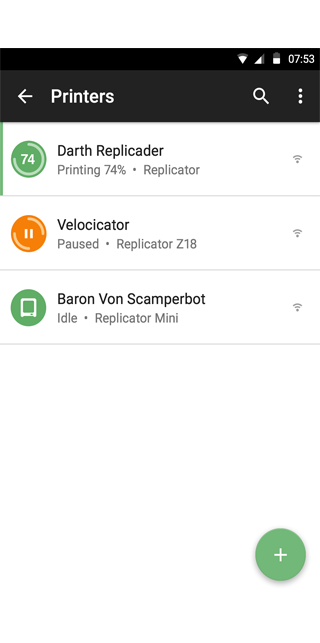 07:53
Printers
74
Darth Replicader
Printing 74% • Replicator
Velocicator
Paused • Replicator Z18
Baron Von Scamperbot
Idle • Replicator Mini